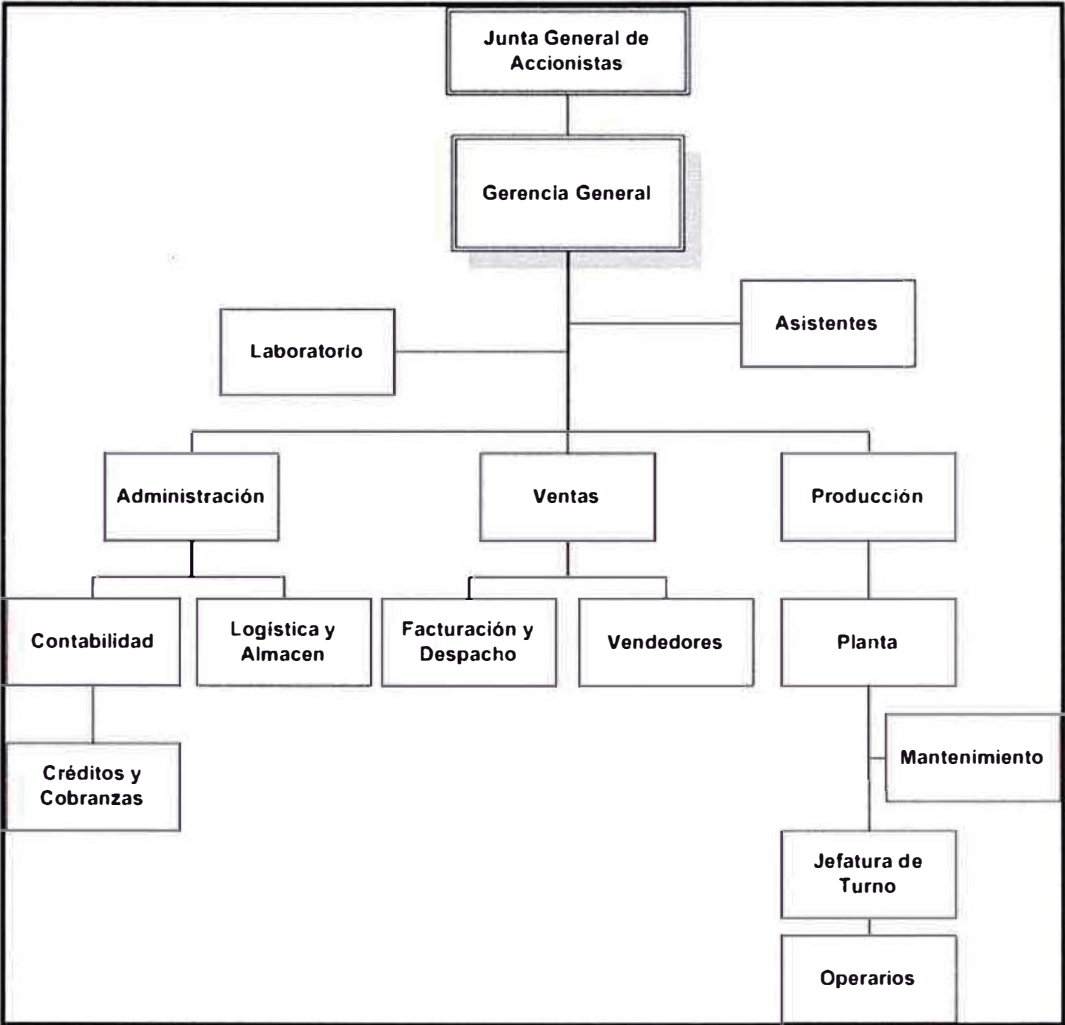 Junta General de
Accionistas
Gerencia General
Asistentes
Laboratorio
Administración
Ventas
Producción
Contabilidad
Logística y
Almacen
Facturación y
Despacho
Vendedores
Planta
Mantenimiento
Créditos y
Cobranzas
Jefatura de
Turno
Operarios